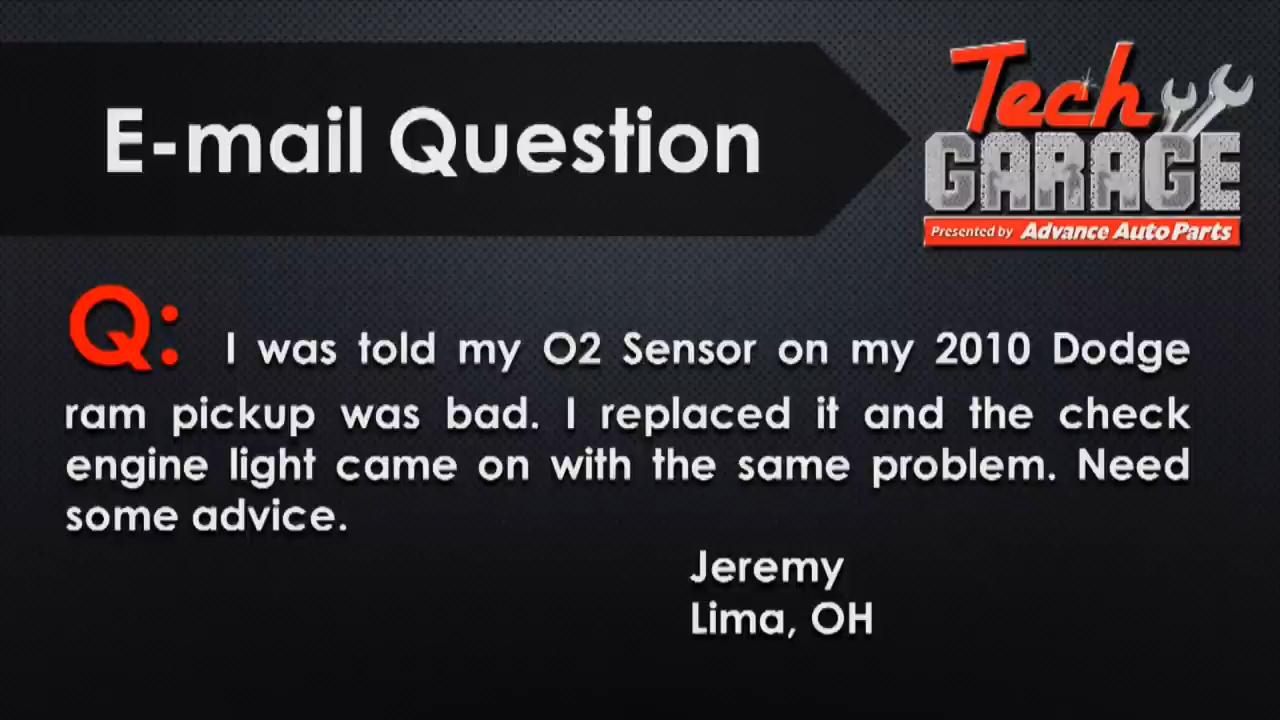 E-mail Question
Tech
GARAGE
Presented by Advance Auto Parts
Q: I was told my O2 Sensor on my 2010 Dodge
ram pickup was bad. I replaced it and the check
engine light came on with the same problem. Need
some advice.
Jeremy
Lima, OH